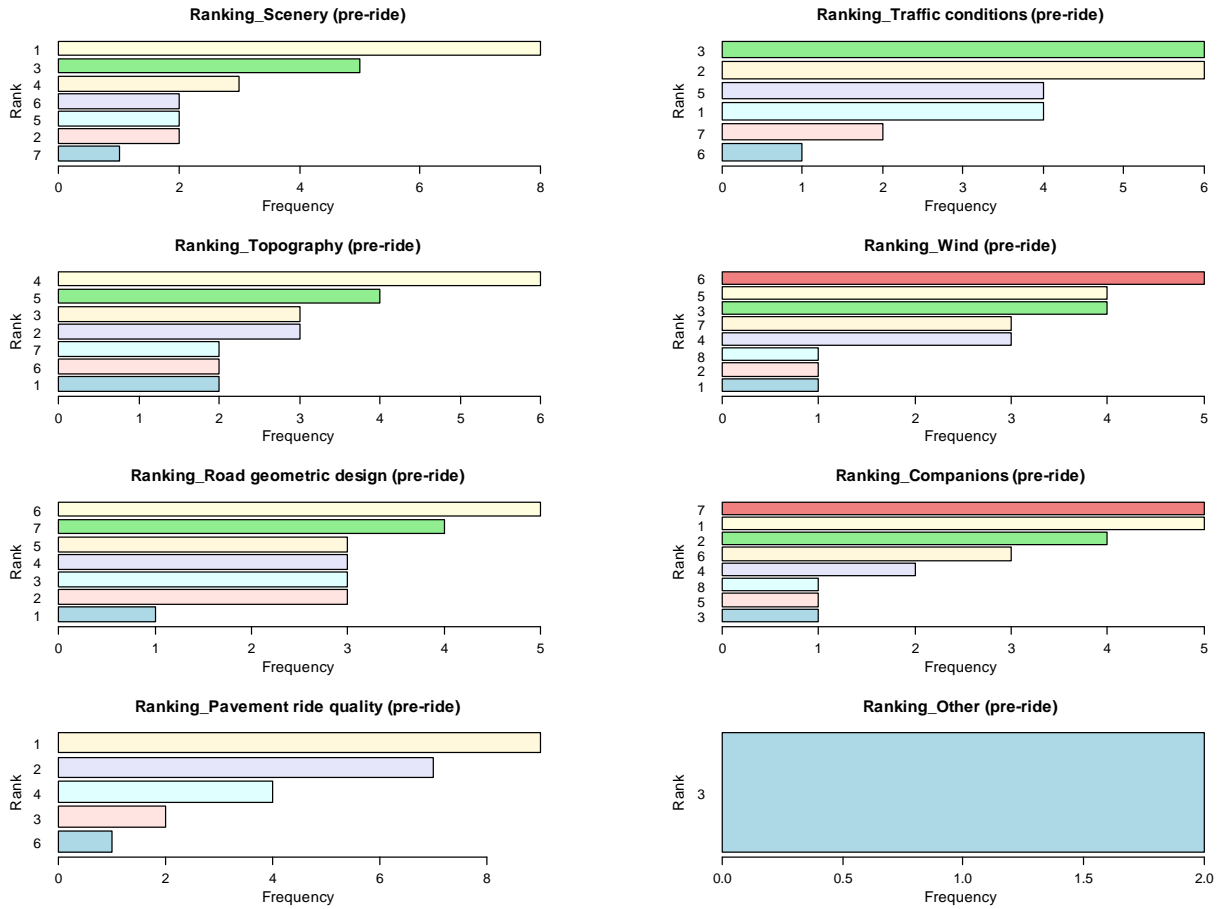 Ranking_Scenery (pre-ride)
Rank
1
3
4
6
5
2
7
0 2 4 6 8
Frequency
Ranking_Traffic conditions (pre-ride)
Rank
3
2
5
1
7
6
0 1 2 3 4 5 6
Frequency
Ranking_Topography (pre-ride)
Rank
4
5
3
2
7
6
1
0 1 2 3 4 5 6
Frequency
Ranking_Wind (pre-ride)
Rank
6
5
3
7
4
8
2
1
0 1 2 3 4 5
Frequency
Ranking_Road geometric design (pre-ride)
Rank
6
7
5
4
3
2
1
0 1 2 3 4 5
Frequency
Ranking_Companions (pre-ride)
Rank
7
1
2
6
4
8
5
3
0 1 2 3 4 5
Frequency
Ranking_Pavement ride quality (pre-ride)
Rank
1
2
4
3
6
0 2 4 6 8
Frequency
Ranking_Other (pre-ride)
Rank
3
0.0 0.5 1.0 1.5 2.0
Frequency